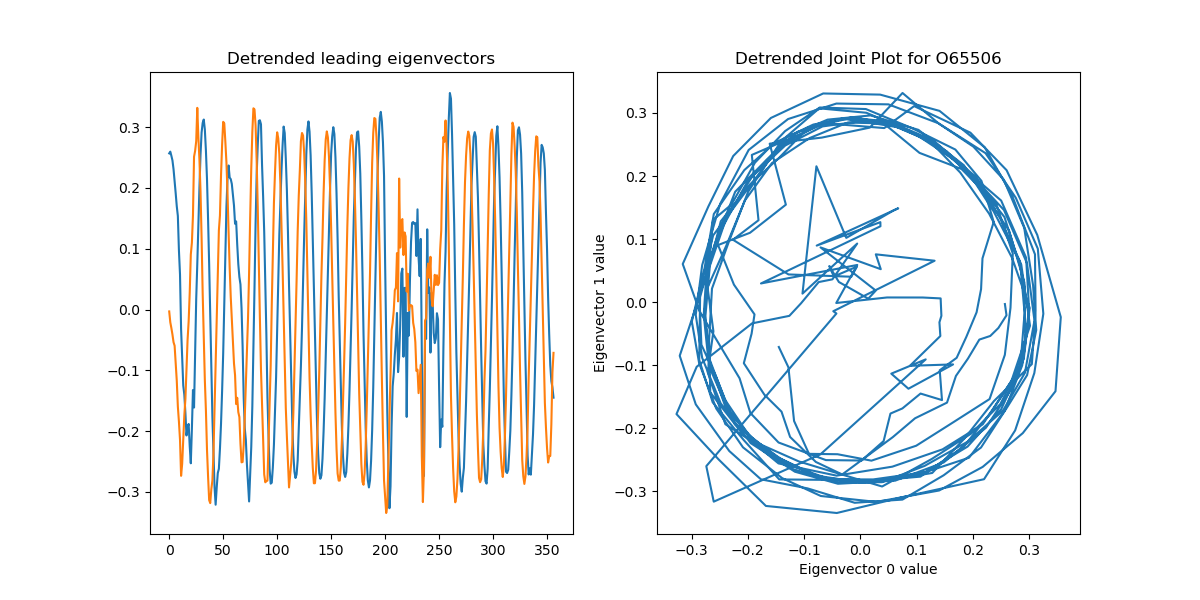 Detrended leading eigenvectors
0.3
0.2
0.1
0.0
−0.1
−0.2
−0.3
0 50 100 150 200 250 300 350
Detrended Joint Plot for O65506
Eigenvector 1 value
0.3
0.2
0.1
0.0
−0.1
−0.2
−0.3
−0.3 −0.2 −0.1 0.0 0.1 0.2 0.3
Eigenvector 0 value